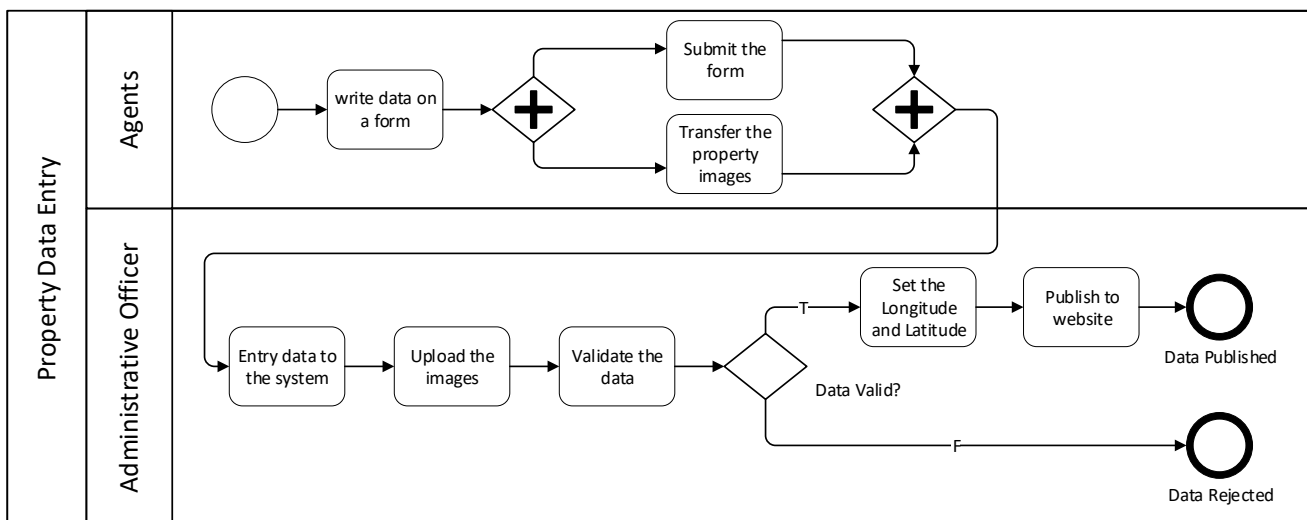 Property Data Entry
Agents
write data on
a form
Submit the
form
Transfer the
property
images
Administrative Officer
Entry data to
the system
Upload the
images
Validate the
data
Data Valid?
T
Set the
Longitude
and Latitude
Publish to
website
Data Published
F
Data Rejected